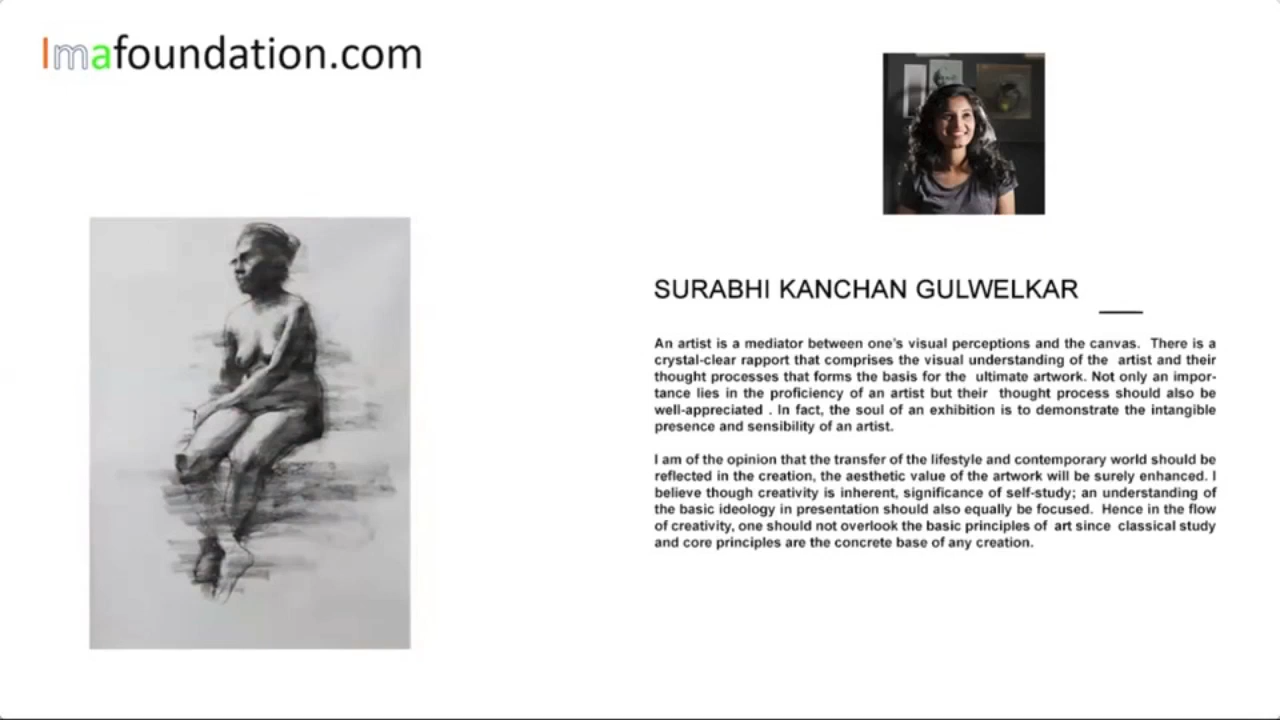 Imafoundation.com
SURABHI KANCHAN GULWELKAR
An artist is a mediator between one's visual perceptions and the canvas.  There is a
crystal-clear rapport that comprises the visual understanding of the  artist and their
thought processes that forms the basis for the  ultimate artwork. Not only an impor-
tance lies in the proficiency of an artist but their  thought process should also be
well-appreciated . In fact, the soul of an exhibition is to demonstrate the intangible
presence and sensibility of an artist.
I am of the opinion that the transfer of the lifestyle and contemporary world should be
reflected in the creation, the aesthetic value of the artwork will be surely enhanced. I
believe though creativity is inherent, significance of self-study; an understanding of
the basic ideology in presentation should also equally be focused.  Hence in the flow
of creativity, one should not overlook the basic principles of  art since  classical study
and core principles are the concrete base of any creation.